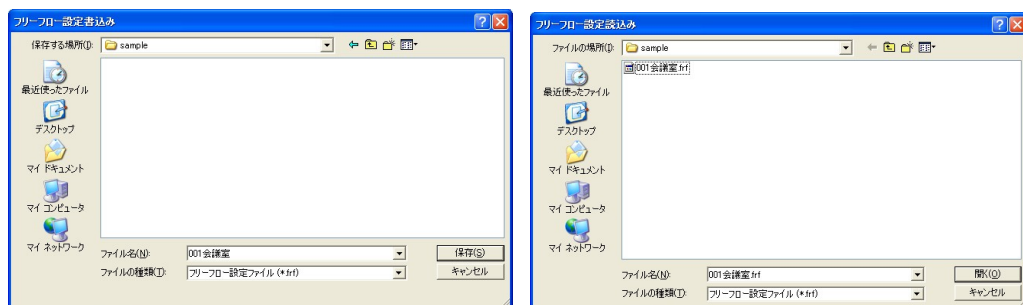 フリーフロー設定書込み
保存する場所(I):
sample
最近使ったファイル
デスクトップ
マイ ドキュメント
マイ コンピュータ
マイ ネットワーク
ファイル名(N):
001会議室
保存(S)
ファイルの種類(T):
フリーフロー設定ファイル (*.frf)
キャンセル
フリーフロー設定読込み
ファイルの場所(I):
sample
001会議室.frf
最近使ったファイル
デスクトップ
マイ ドキュメント
マイ コンピュータ
マイ ネットワーク
ファイル名(N):
001会議室.frf
開く(O)
ファイルの種類(T):
フリーフロー設定ファイル (*.frf)
キャンセル